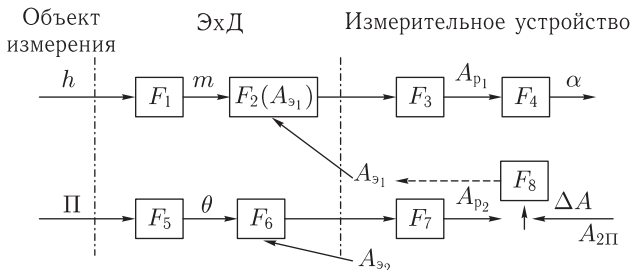 Объект измерения ЭхД Измерительное устройство
h F₁ m F₂(Aэ₁) F₃ Aр₁ F₄ α
Aэ₁ F₈
П F₅ θ F₆ F₇ Aр₂ ΔA
A₂П
Aэ₂